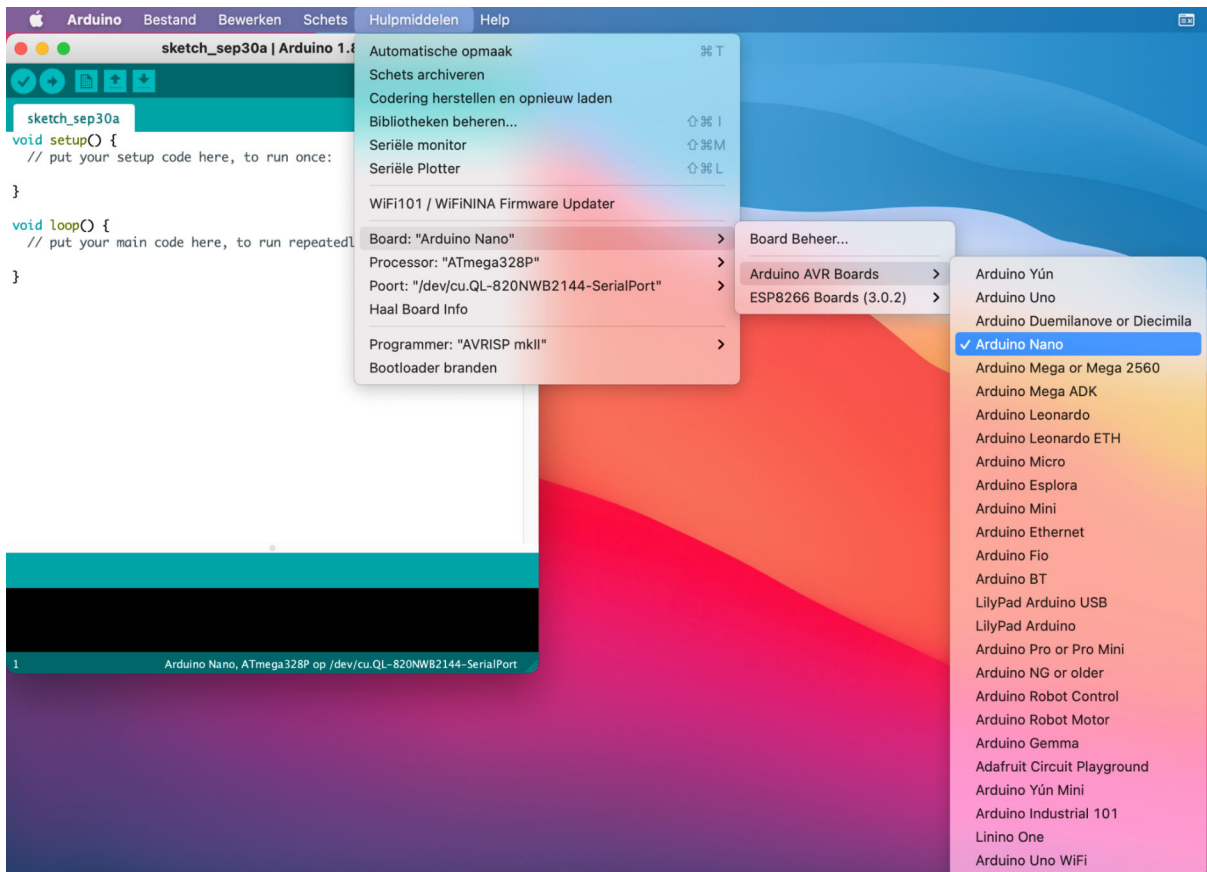 Arduino Bestand Bewerken Schets Hulpmiddelen Help
sketch_sep30a | Arduino 1.8
sketch_sep30a
void setup() {
// put your setup code here, to run once:
}
void loop() {
// put your main code here, to run repeatedl
}
1
Arduino Nano, ATmega328P op /dev/cu.QL-820NWB2144-SerialPort
Automatische opmaak ⌘ T
Schets archiveren
Codering herstellen en opnieuw laden
Bibliotheken beheren... ⇧ ⌘ I
Seriële monitor ⇧ ⌘ M
Seriële Plotter ⇧ ⌘ L
WiFi101 / WiFiNINA Firmware Updater
Board: "Arduino Nano"
Processor: "ATmega328P"
Poort: "/dev/cu.QL-820NWB2144-SerialPort"
Haal Board Info
Programmer: "AVRISP mkII"
Bootloader branden
Board Beheer...
Arduino AVR Boards
ESP8266 Boards (3.0.2)
Arduino Yún
Arduino Uno
Arduino Duemilanove or Diecimila
✓ Arduino Nano
Arduino Mega or Mega 2560
Arduino Mega ADK
Arduino Leonardo
Arduino Leonardo ETH
Arduino Micro
Arduino Esplora
Arduino Mini
Arduino Ethernet
Arduino Fio
Arduino BT
LilyPad Arduino USB
LilyPad Arduino
Arduino Pro or Pro Mini
Arduino NG or older
Arduino Robot Control
Arduino Robot Motor
Arduino Gemma
Adafruit Circuit Playground
Arduino Yún Mini
Arduino Industrial 101
Linino One
Arduino Uno WiFi